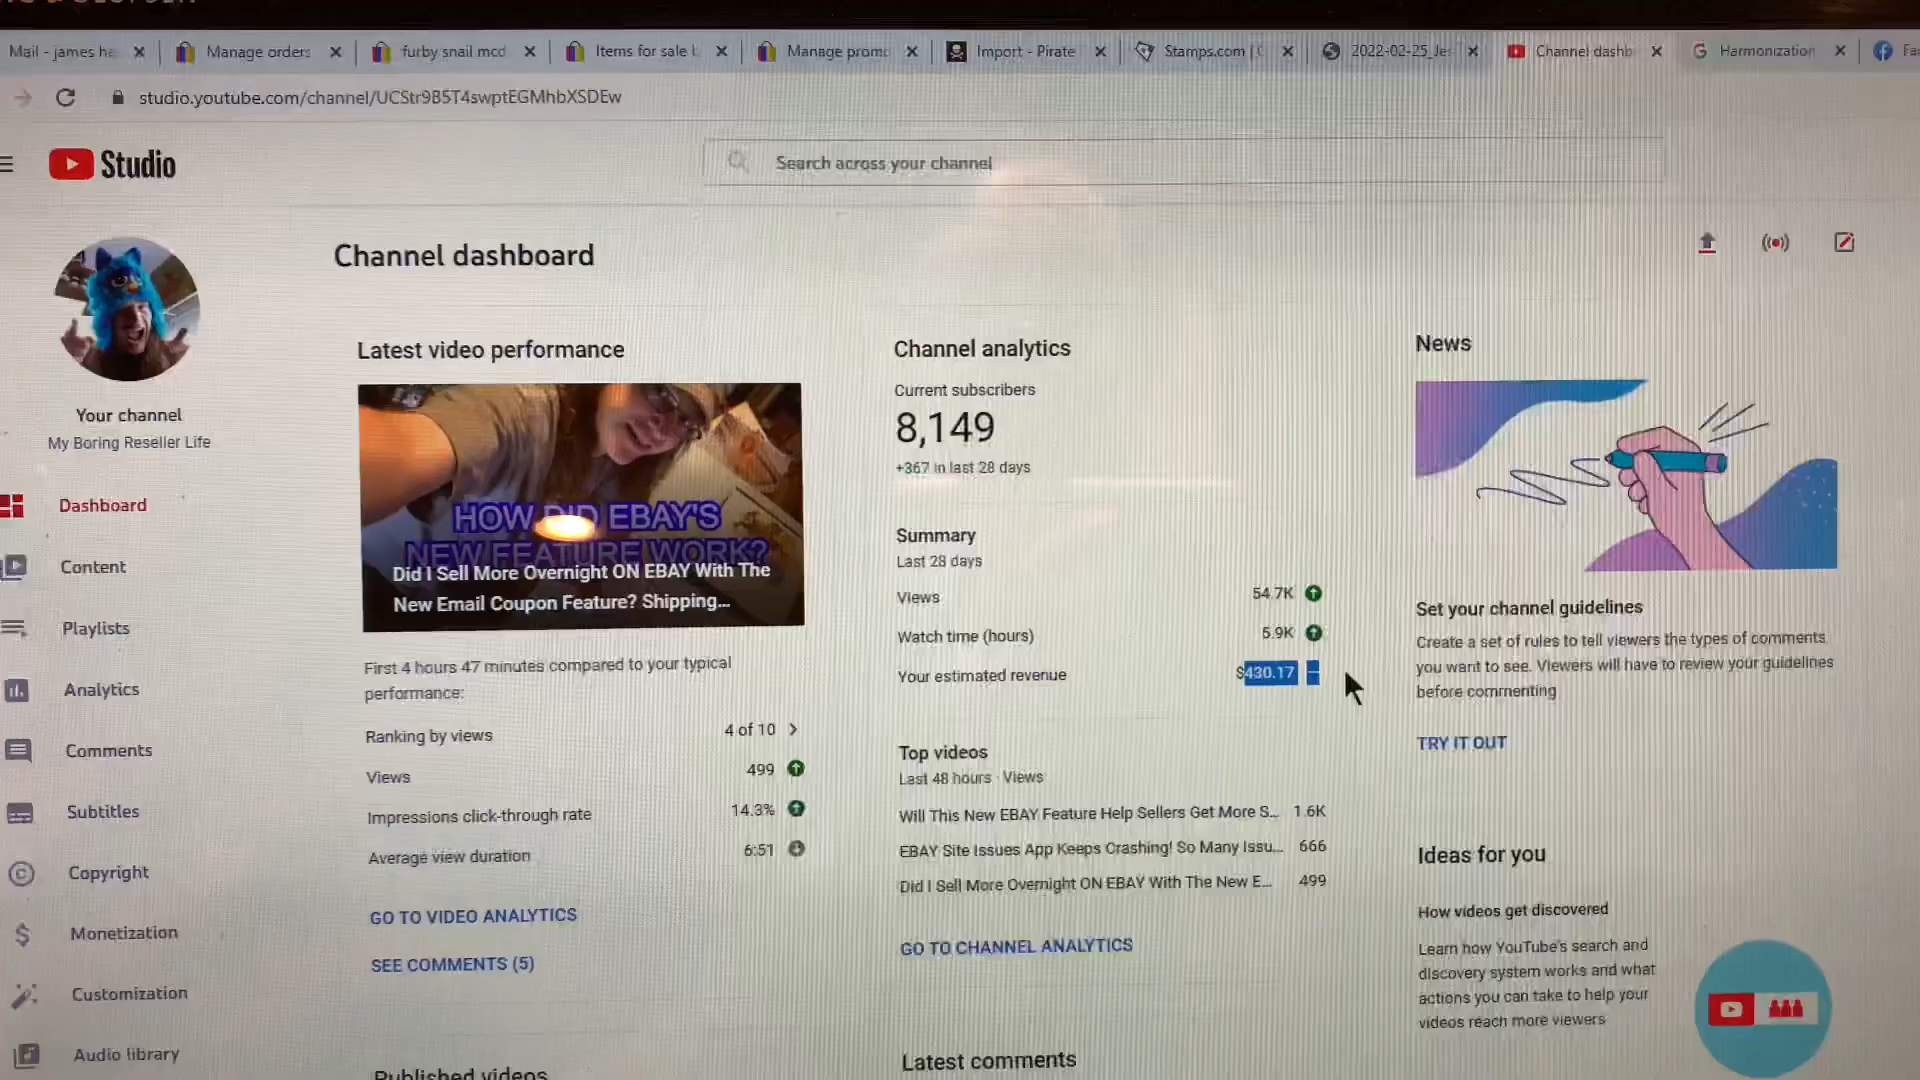 Mail - james he
Manage orders
furby snail mcd
Items for sale
Manage promo
Import - Pirate
Stamps.com
2022-02-25_Jes
Channel dashb
Harmonization
studio.youtube.com/channel/UCStr9B5T4swptEGMhbXSDEw
Studio
Search across your channel
Channel dashboard
Your channel
My Boring Reseller Life
Dashboard
Content
Playlists
Analytics
Comments
Subtitles
Copyright
Monetization
Customization
Audio library
Latest video performance
HOW DID EBAY'S
NEW FEATURE WORK?
Did I Sell More Overnight ON EBAY With The
New Email Coupon Feature? Shipping...
First 4 hours 47 minutes compared to your typical
performance:
Ranking by views 4 of 10
Views 499
Impressions click-through rate 14.3%
Average view duration 6:51
GO TO VIDEO ANALYTICS
SEE COMMENTS (5)
Published videos
Channel analytics
Current subscribers
8,149
+367 in last 28 days
Summary
Last 28 days
Views 54.7K
Watch time (hours) 5.9K
Your estimated revenue $430.17 —
Top videos
Last 48 hours · Views
Will This New EBAY Feature Help Sellers Get More S... 1.6K
EBAY Site Issues App Keeps Crashing! So Many Issu... 666
Did I Sell More Overnight ON EBAY With The New E... 499
GO TO CHANNEL ANALYTICS
Latest comments
News
Set your channel guidelines
Create a set of rules to tell viewers the types of comments
you want to see. Viewers will have to review your guidelines
before commenting
TRY IT OUT
Ideas for you
How videos get discovered
Learn how YouTube's search and
discovery system works and what
actions you can take to help your
videos reach more viewers